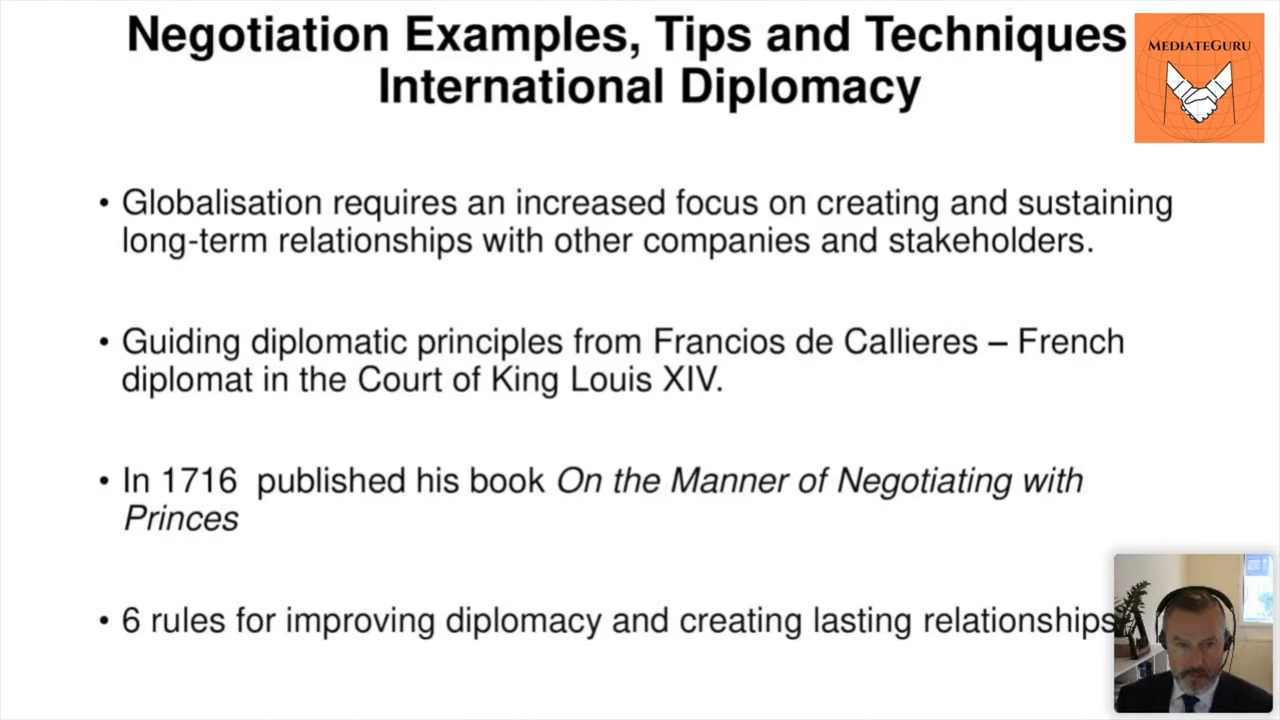 Negotiation Examples, Tips and Techniques
International Diplomacy
MEDIATEGURU
• Globalisation requires an increased focus on creating and sustaining
long-term relationships with other companies and stakeholders.
• Guiding diplomatic principles from Francios de Callieres – French
diplomat in the Court of King Louis XIV.
• In 1716 published his book On the Manner of Negotiating with
Princes
• 6 rules for improving diplomacy and creating lasting relationships